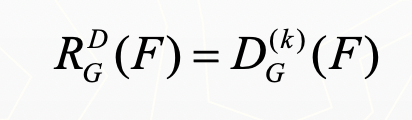 $R_G^D(F) = D_G^{(k)}(F)$